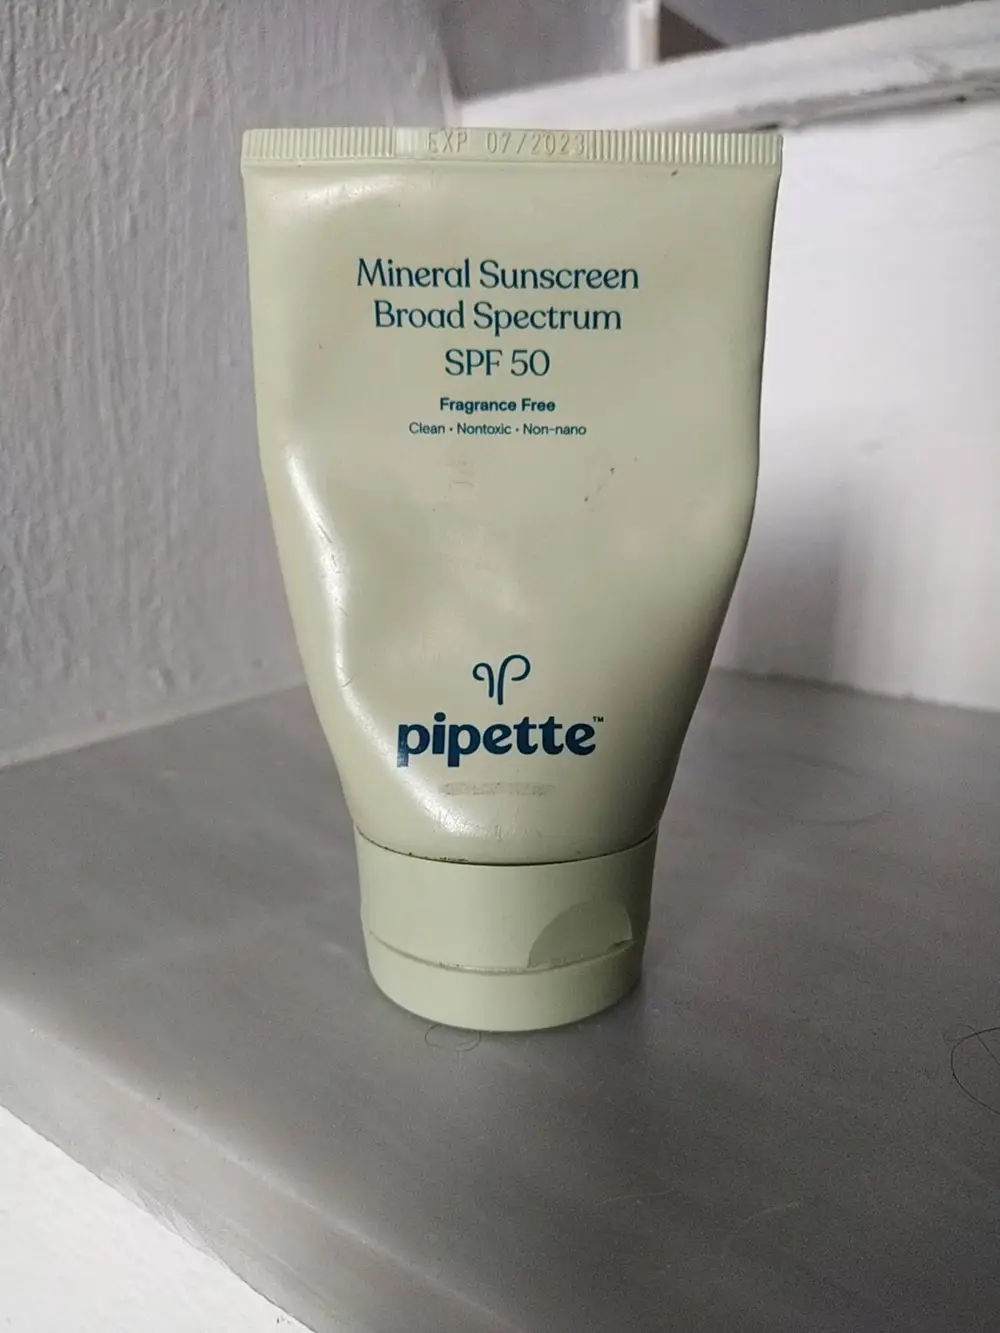 EXP 07/2023
Mineral Sunscreen
Broad Spectrum
SPF 50
Fragrance Free
Clean • Nontoxic • Non-nano
pipette™